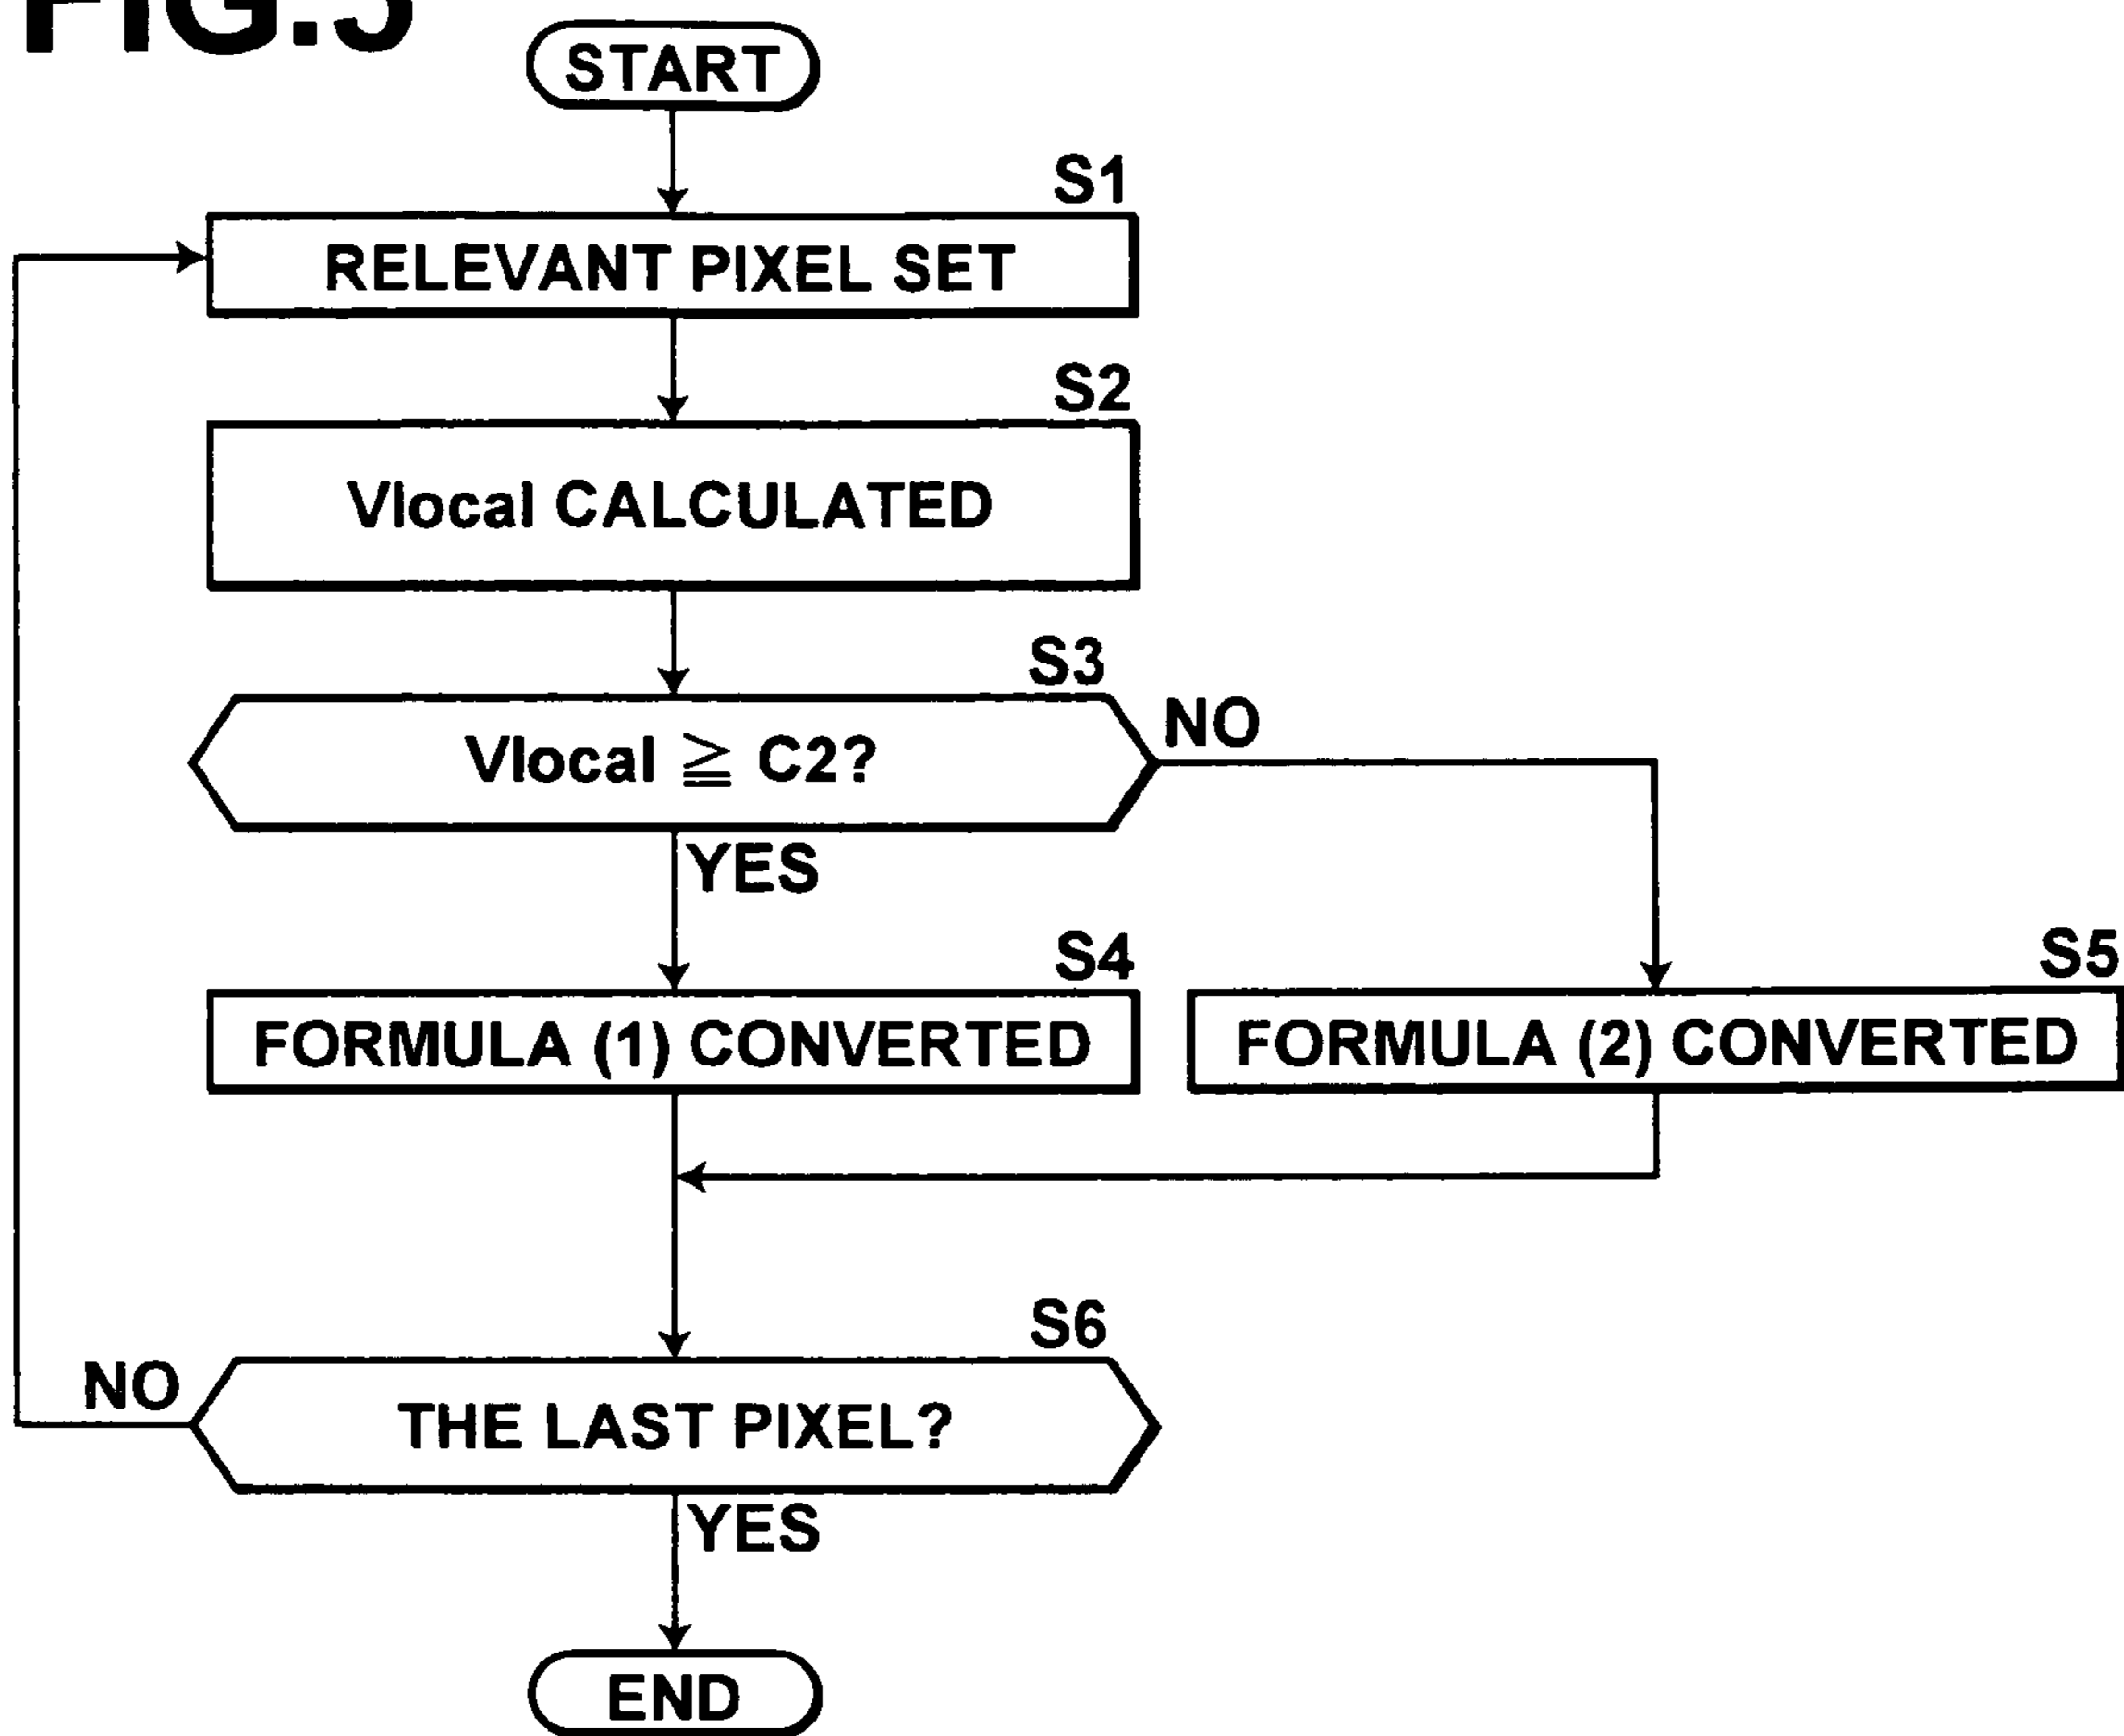 FIG.5
START
S1
RELEVANT PIXEL SET
S2
Vlocal CALCULATED
S3
Vlocal ≧ C2?
NO
YES
S4
FORMULA (1) CONVERTED
S5
FORMULA (2) CONVERTED
S6
THE LAST PIXEL?
NO
YES
END